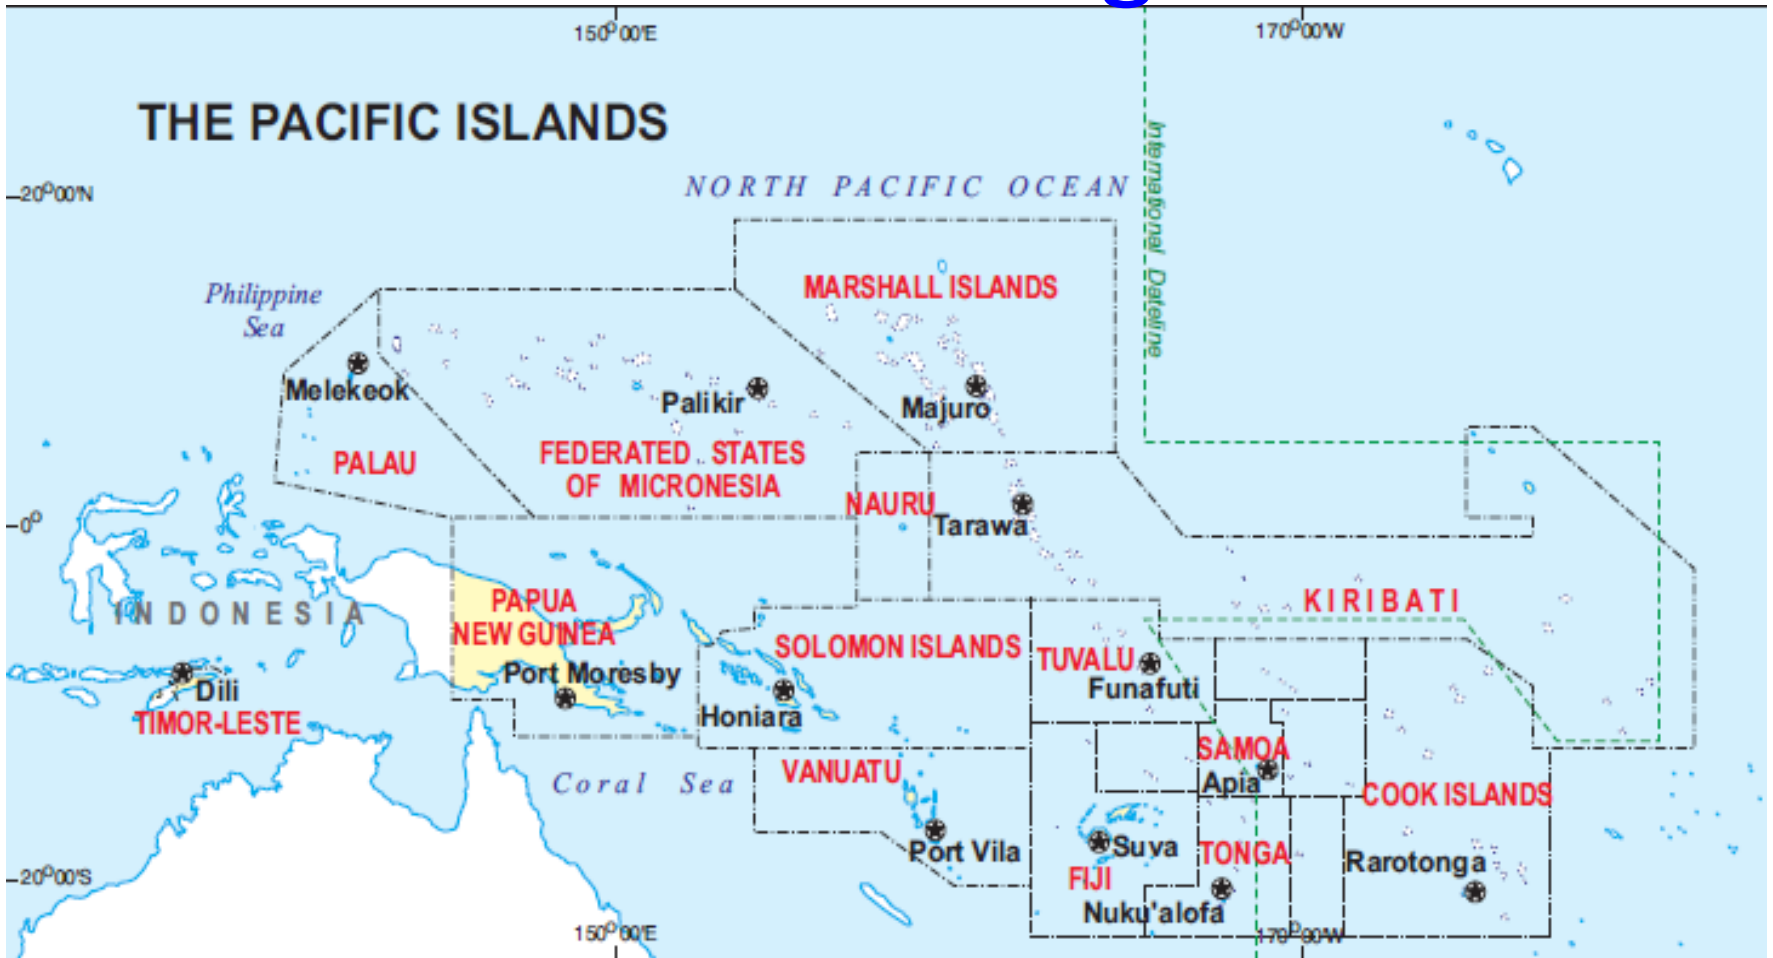 150°00'E
170°00'W
THE PACIFIC ISLANDS
International Dateline
20°00'N
NORTH PACIFIC OCEAN
Philippine
Sea
MARSHALL ISLANDS
Melekeok
Palikir
Majuro
PALAU
FEDERATED STATES
OF MICRONESIA
NAURU
Tarawa
0°
INDONESIA
PAPUA
NEW GUINEA
KIRIBATI
SOLOMON ISLANDS
TUVALU
Port Moresby
Funafuti
Dili
TIMOR-LESTE
Honiara
SAMOA
Apia
VANUATU
Coral Sea
COOK ISLANDS
Port Vila
Suva
TONGA
Rarotonga
20°00'S
FIJI
Nuku'alofa
150°00'E
170°00'W